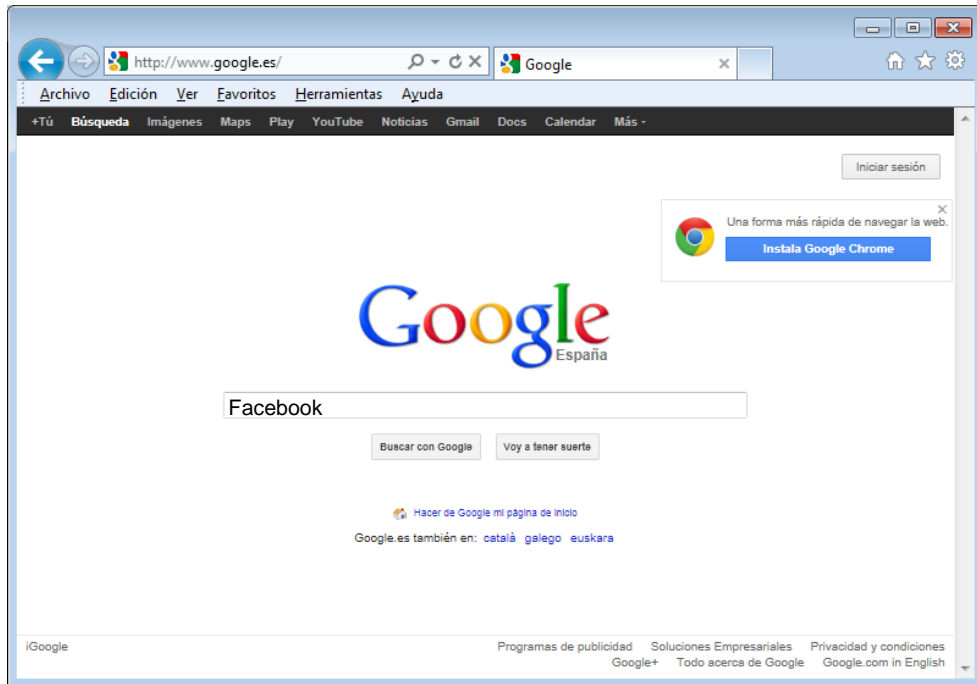 http://www.google.es/
Google
Archivo Edición Ver Favoritos Herramientas Ayuda
+Tú Búsqueda Imágenes Maps Play YouTube Noticias Gmail Docs Calendar Más
Iniciar sesión
Una forma más rápida de navegar la web.
Instala Google Chrome
Google
España
Facebook
Buscar con Google Voy a tener suerte
Hacer de Google mi página de inicio
Google.es también en: català galego euskara
iGoogle Programas de publicidad Soluciones Empresariales Privacidad y condiciones
Google+ Todo acerca de Google Google.com in English